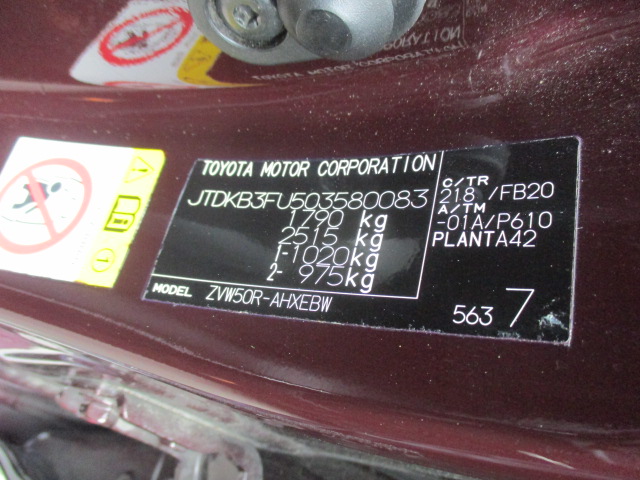 TOYOTA MOTOR CORPORATION
JTDKB3FU503580083
1790 kg
2515 kg
1-1020kg
2- 975kg
MODEL ZVW50R-AHXEBW
C/TR
218 /FB20
A/TM
-01A/P610
PLANTA42
563 7